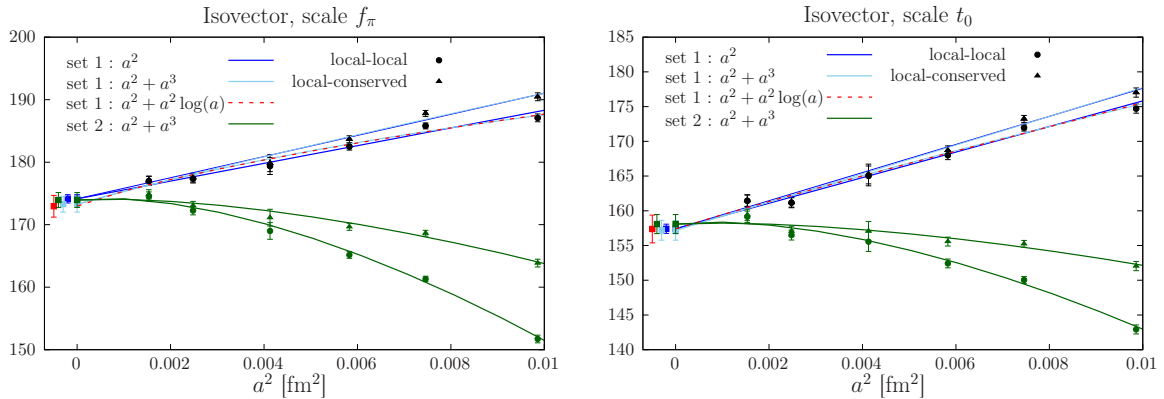 Isovector, scale f_π
200
190
180
170
160
150
set 1 : a²
set 1 : a² + a³
set 1 : a² + a² log(a)
set 2 : a² + a³
local-local
local-conserved
0 0.002 0.004 0.006 0.008 0.01
a² [fm²]
Isovector, scale t₀
185
180
175
170
165
160
155
150
145
140
set 1 : a²
set 1 : a² + a³
set 1 : a² + a² log(a)
set 2 : a² + a³
local-local
local-conserved
0 0.002 0.004 0.006 0.008 0.01
a² [fm²]